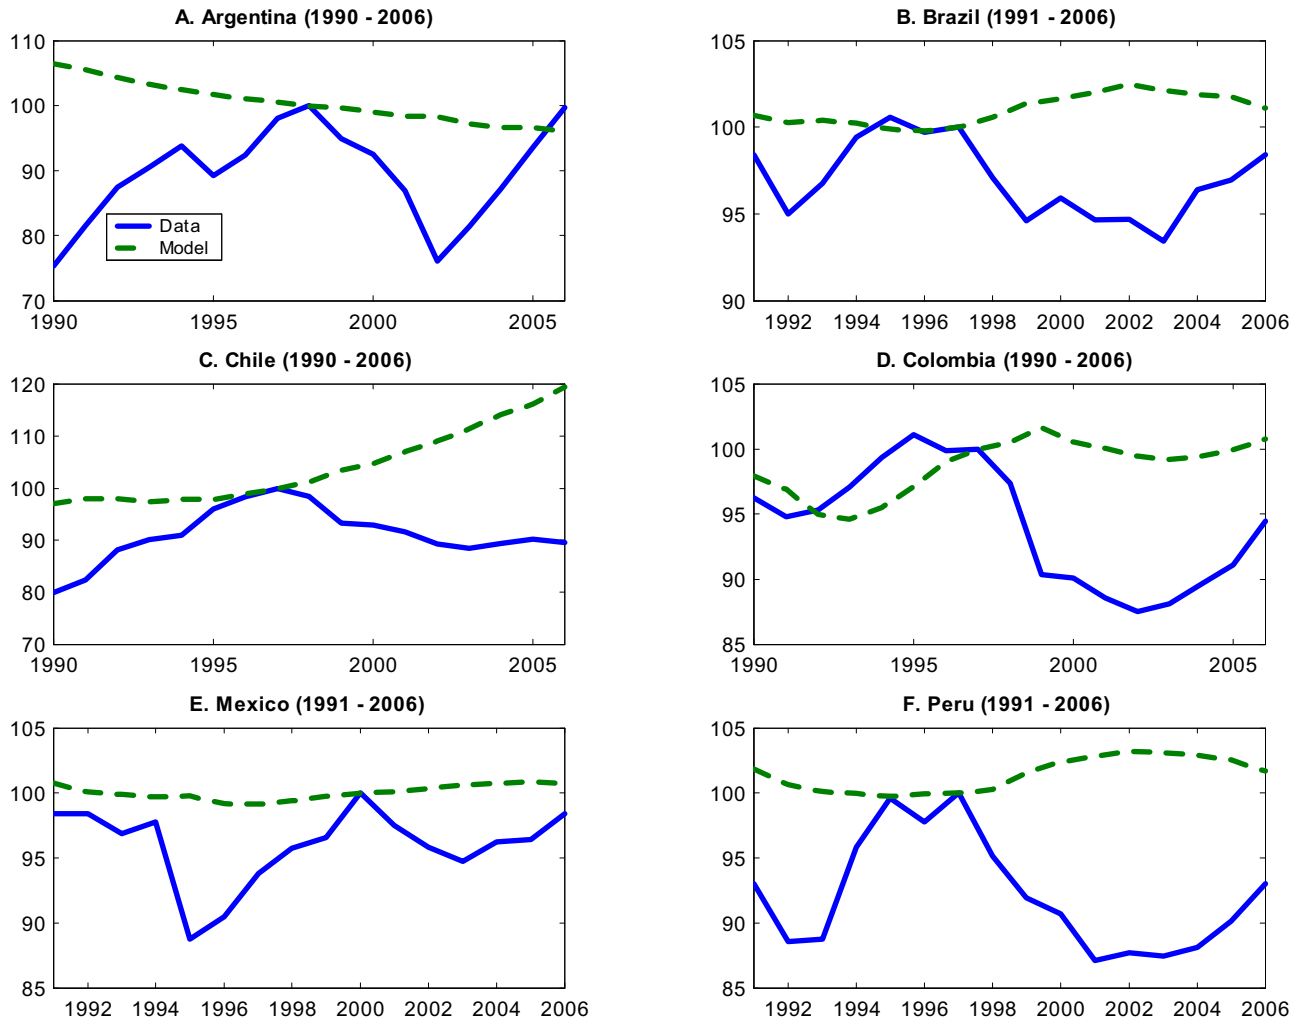 A. Argentina (1990 - 2006)
110
100
90
80
70
Data
Model
1990 1995 2000 2005
B. Brazil (1991 - 2006)
105
100
95
90
1992 1994 1996 1998 2000 2002 2004 2006
C. Chile (1990 - 2006)
120
110
100
90
80
70
1990 1995 2000 2005
D. Colombia (1990 - 2006)
105
100
95
90
85
1990 1995 2000 2005
E. Mexico (1991 - 2006)
105
100
95
90
85
1992 1994 1996 1998 2000 2002 2004 2006
F. Peru (1991 - 2006)
105
100
95
90
85
1992 1994 1996 1998 2000 2002 2004 2006